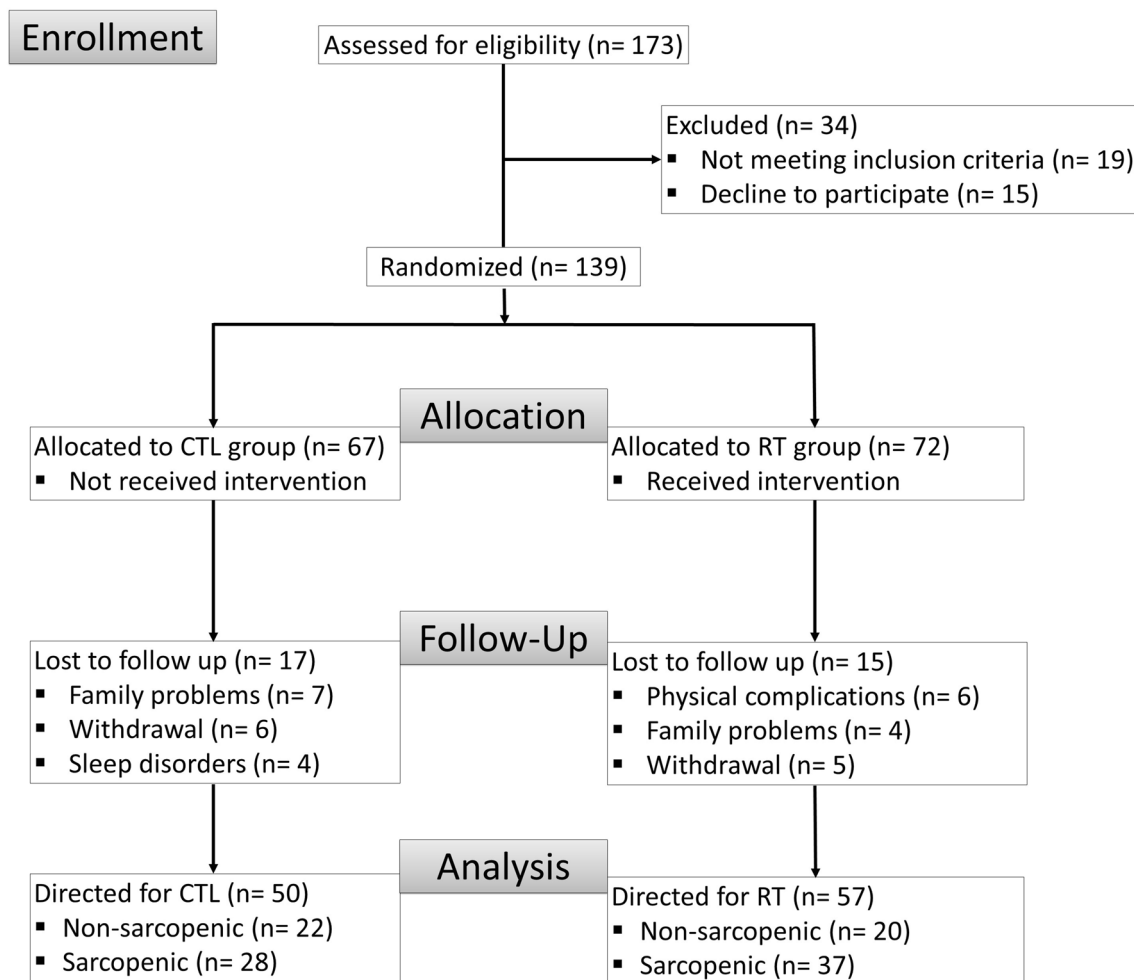 Enrollment
Assessed for eligibility (n= 173)
Excluded (n= 34)
▪ Not meeting inclusion criteria (n= 19)
▪ Decline to participate (n= 15)
Randomized (n= 139)
Allocation
Allocated to CTL group (n= 67)
▪ Not received intervention
Allocated to RT group (n= 72)
▪ Received intervention
Follow-Up
Lost to follow up (n= 17)
▪ Family problems (n= 7)
▪ Withdrawal (n= 6)
▪ Sleep disorders (n= 4)
Lost to follow up (n= 15)
▪ Physical complications (n= 6)
▪ Family problems (n= 4)
▪ Withdrawal (n= 5)
Analysis
Directed for CTL (n= 50)
▪ Non-sarcopenic (n= 22)
▪ Sarcopenic (n= 28)
Directed for RT (n= 57)
▪ Non-sarcopenic (n= 20)
▪ Sarcopenic (n= 37)